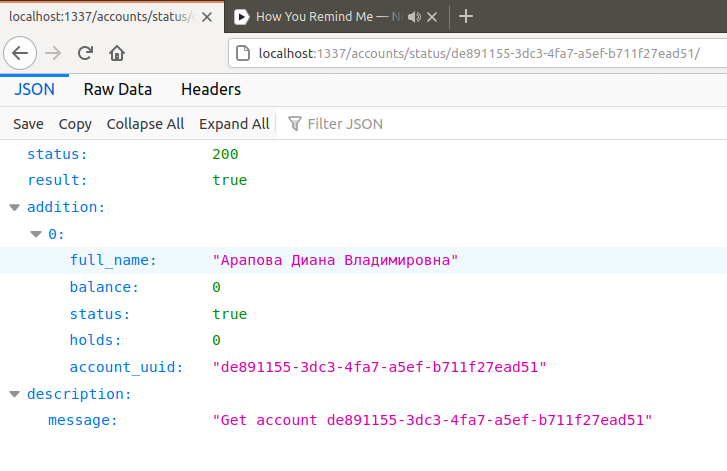 localhost:1337/accounts/status/
How You Remind Me — N
localhost:1337/accounts/status/de891155-3dc3-4fa7-a5ef-b711f27ead51/
JSON Raw Data Headers
Save Copy Collapse All Expand All Filter JSON
status: 200
result: true
addition:
0:
full_name: "Арапова Диана Владимировна"
balance: 0
status: true
holds: 0
account_uuid: "de891155-3dc3-4fa7-a5ef-b711f27ead51"
description:
message: "Get account de891155-3dc3-4fa7-a5ef-b711f27ead51"